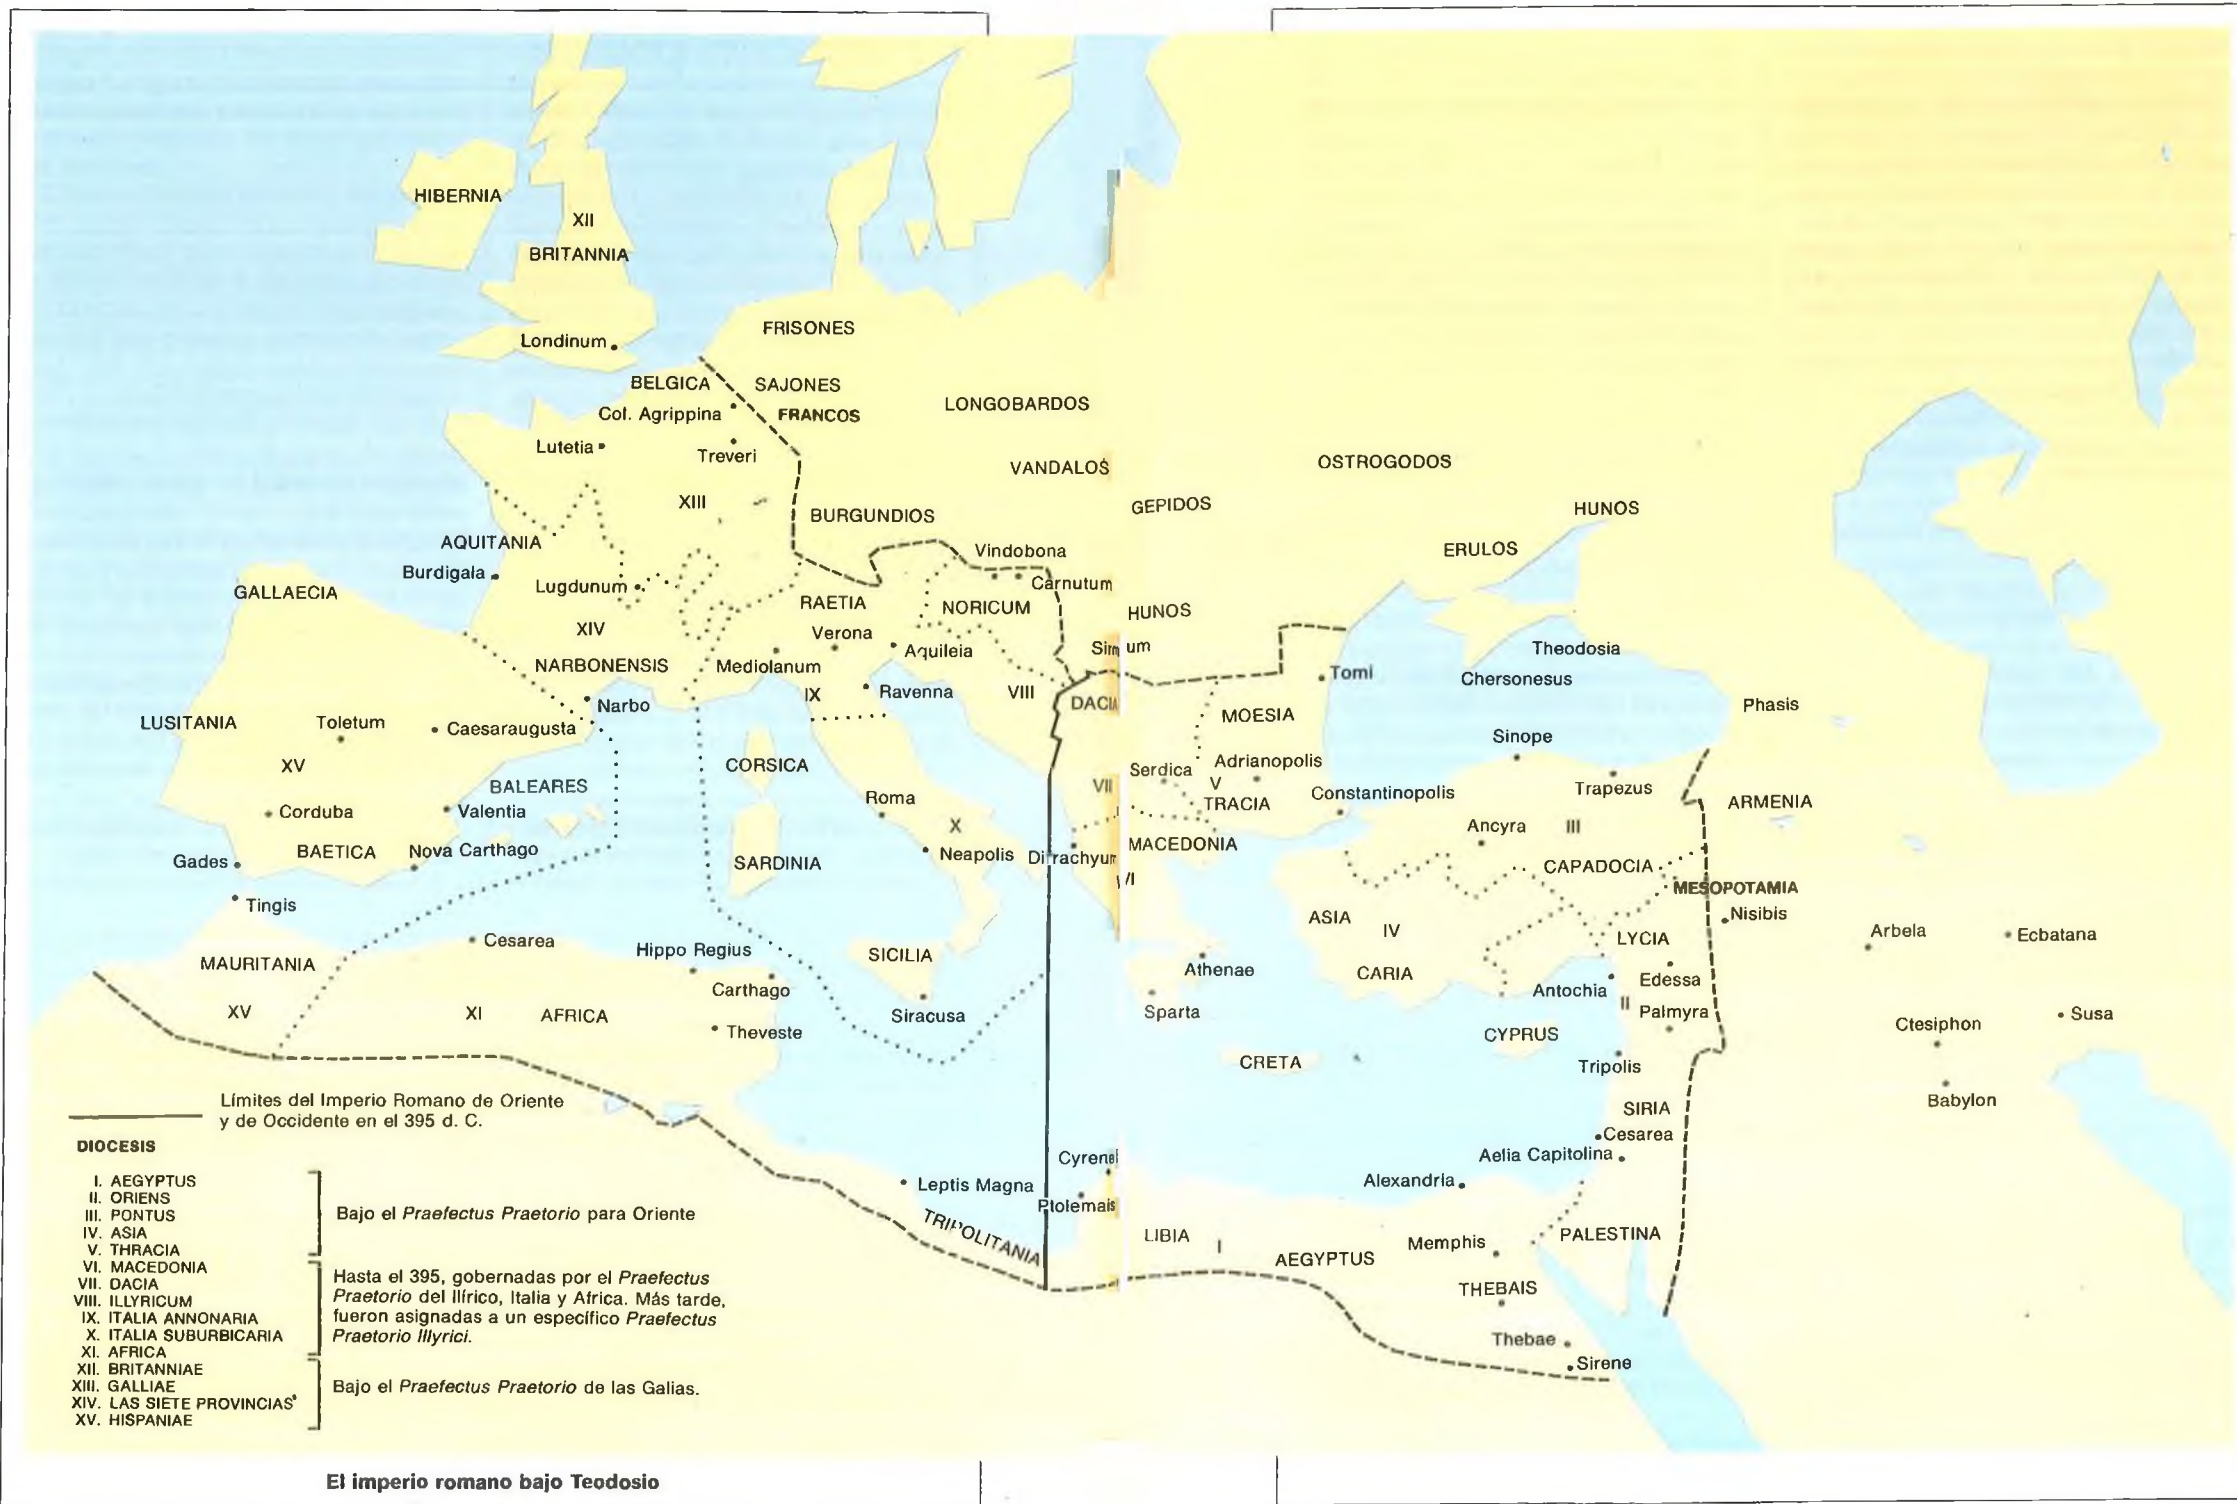 HIBERNIA
XII
BRITANNIA
Londinum
FRISONES
BELGICA
SAJONES
Col. Agrippina
FRANCOS
LONGOBARDOS
Lutetia
Treveri
VANDALOS
OSTROGODOS
XIII
GEPIDOS
HUNOS
BURGUNDIOS
AQUITANIA
Vindobona
ERULOS
Burdigala
Carnutum
GALLAECIA
Lugdunum
RAETIA
NORICUM
HUNOS
XIV
Verona
Aquileia
Sirm um
Theodosia
NARBONENSIS
Mediolanum
Tomi
Chersonesus
IX
Ravenna
VIII
DACIA
Narbo
MOESIA
Phasis
LUSITANIA
Toletum
Caesaraugusta
Sinope
XV
CORSICA
Serdica
Adrianopolis
BALEARES
VII
V
Trapezus
Corduba
Valentia
Roma
TRACIA
Constantinopolis
ARMENIA
X
Ancyra
III
BAETICA
Nova Carthago
Neapolis
Dirrachyum
MACEDONIA
Gades
SARDINIA
CAPADOCIA
VI
MESOPOTAMIA
Tingis
ASIA
IV
Nisibis
Cesarea
Hippo Regius
SICILIA
LYCIA
Arbela
Ecbatana
MAURITANIA
Athenae
CARIA
Edessa
Carthago
Antochia
II
XV
XI
AFRICA
Siracusa
Sparta
Palmyra
Susa
Theveste
CYPRUS
Ctesiphon
CRETA
Tripolis
Babylon
SIRIA
Cesarea
Cyrene
Aelia Capitolina
Leptis Magna
Alexandria
Ptolemais
TRIPOLITANIA
LIBIA
I
AEGYPTUS
Memphis
PALESTINA
THEBAIS
Thebae
Sirene
Límites del Imperio Romano de Oriente
y de Occidente en el 395 d. C.
DIOCESIS
I. AEGYPTUS
II. ORIENS
III. PONTUS
IV. ASIA
V. THRACIA
Bajo el Praefectus Praetorio para Oriente
VI. MACEDONIA
VII. DACIA
VIII. ILLYRICUM
IX. ITALIA ANNONARIA
X. ITALIA SUBURBICARIA
XI. AFRICA
Hasta el 395, gobernadas por el Praefectus
Praetorio del Ilírico, Italia y Africa. Más tarde,
fueron asignadas a un específico Praefectus
Praetorio Illyrici.
XII. BRITANNIAE
XIII. GALLIAE
XIV. LAS SIETE PROVINCIAS
XV. HISPANIAE
Bajo el Praefectus Praetorio de las Galias.
El imperio romano bajo Teodosio